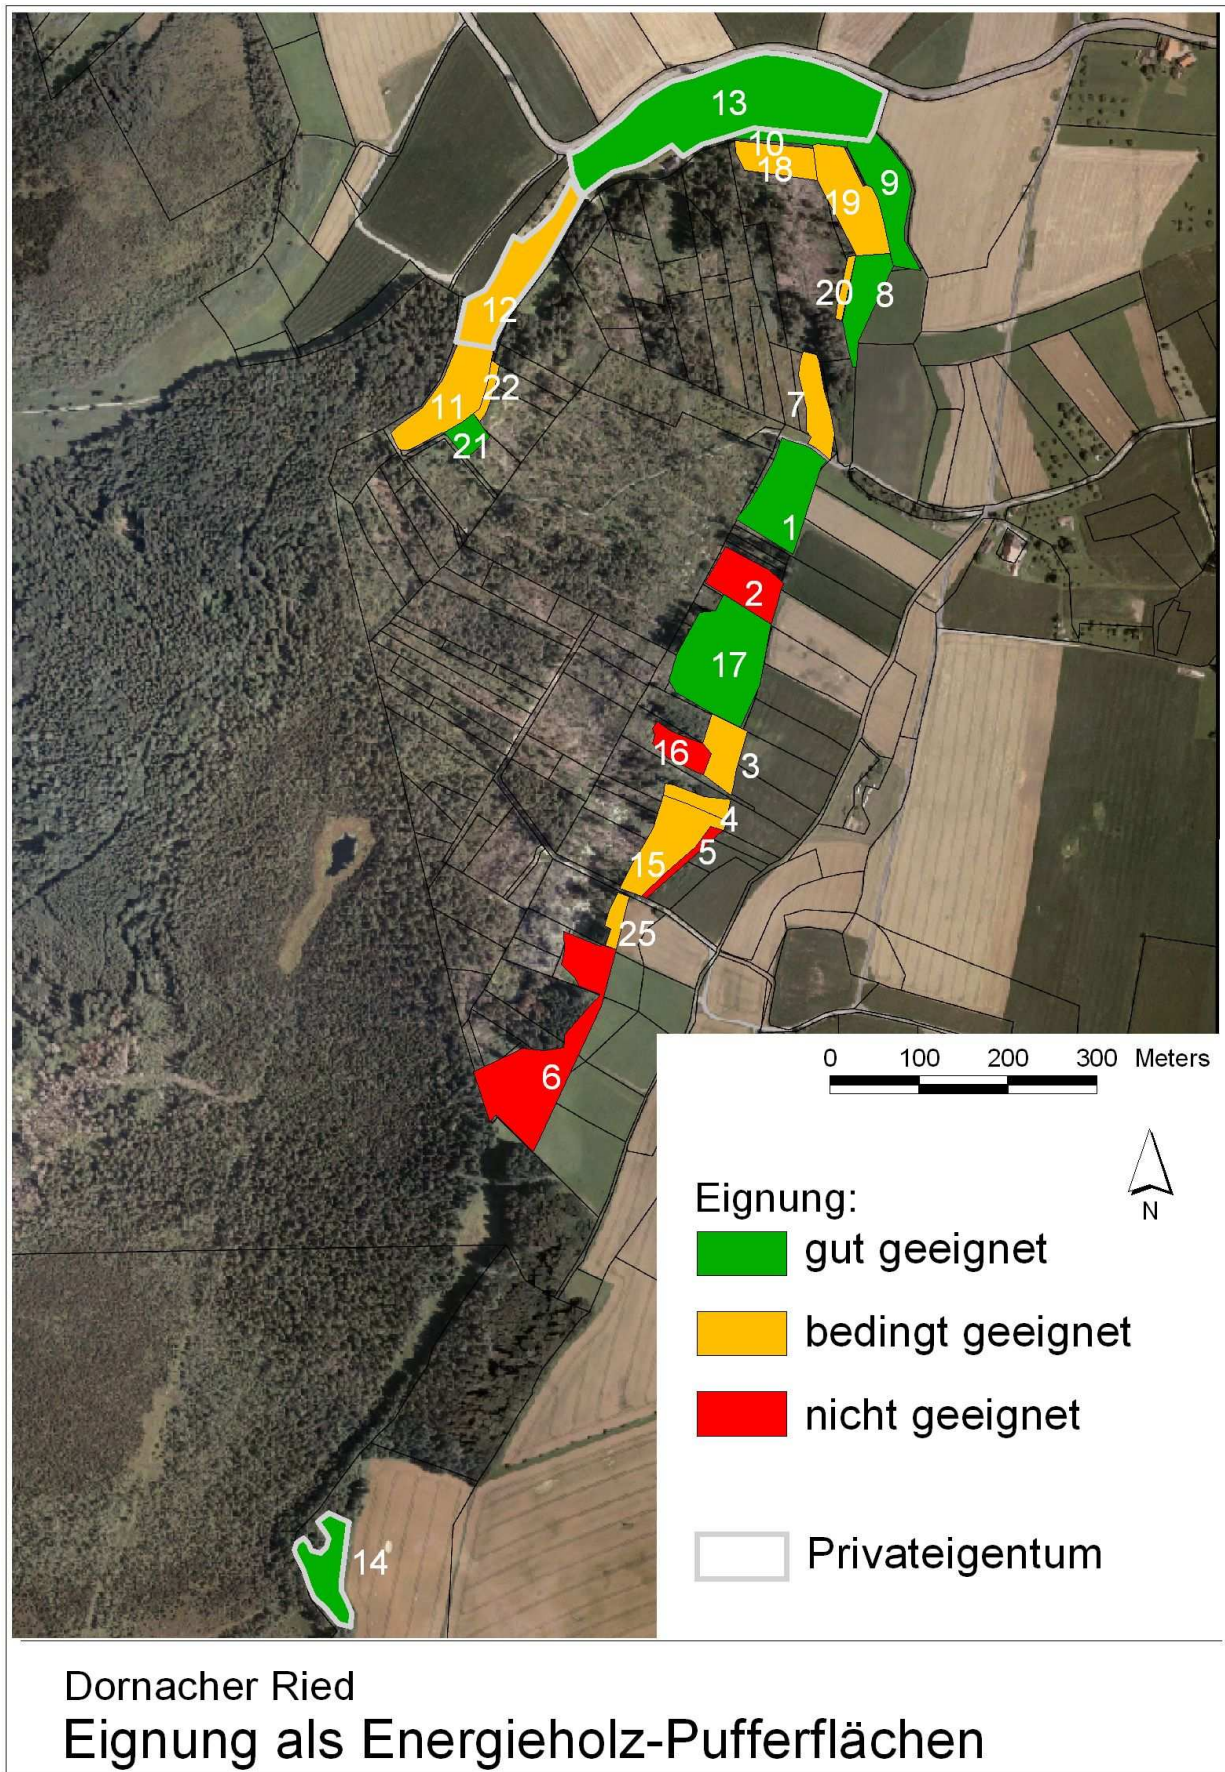 13
10
18
9
19
20
8
12
22
11
21
7
1
2
17
16
3
4
5
15
25
6
14
0 100 200 300 Meters
N
Eignung:
gut geeignet
bedingt geeignet
nicht geeignet
Privateigentum
Dornacher Ried
Eignung als Energieholz-Pufferflächen